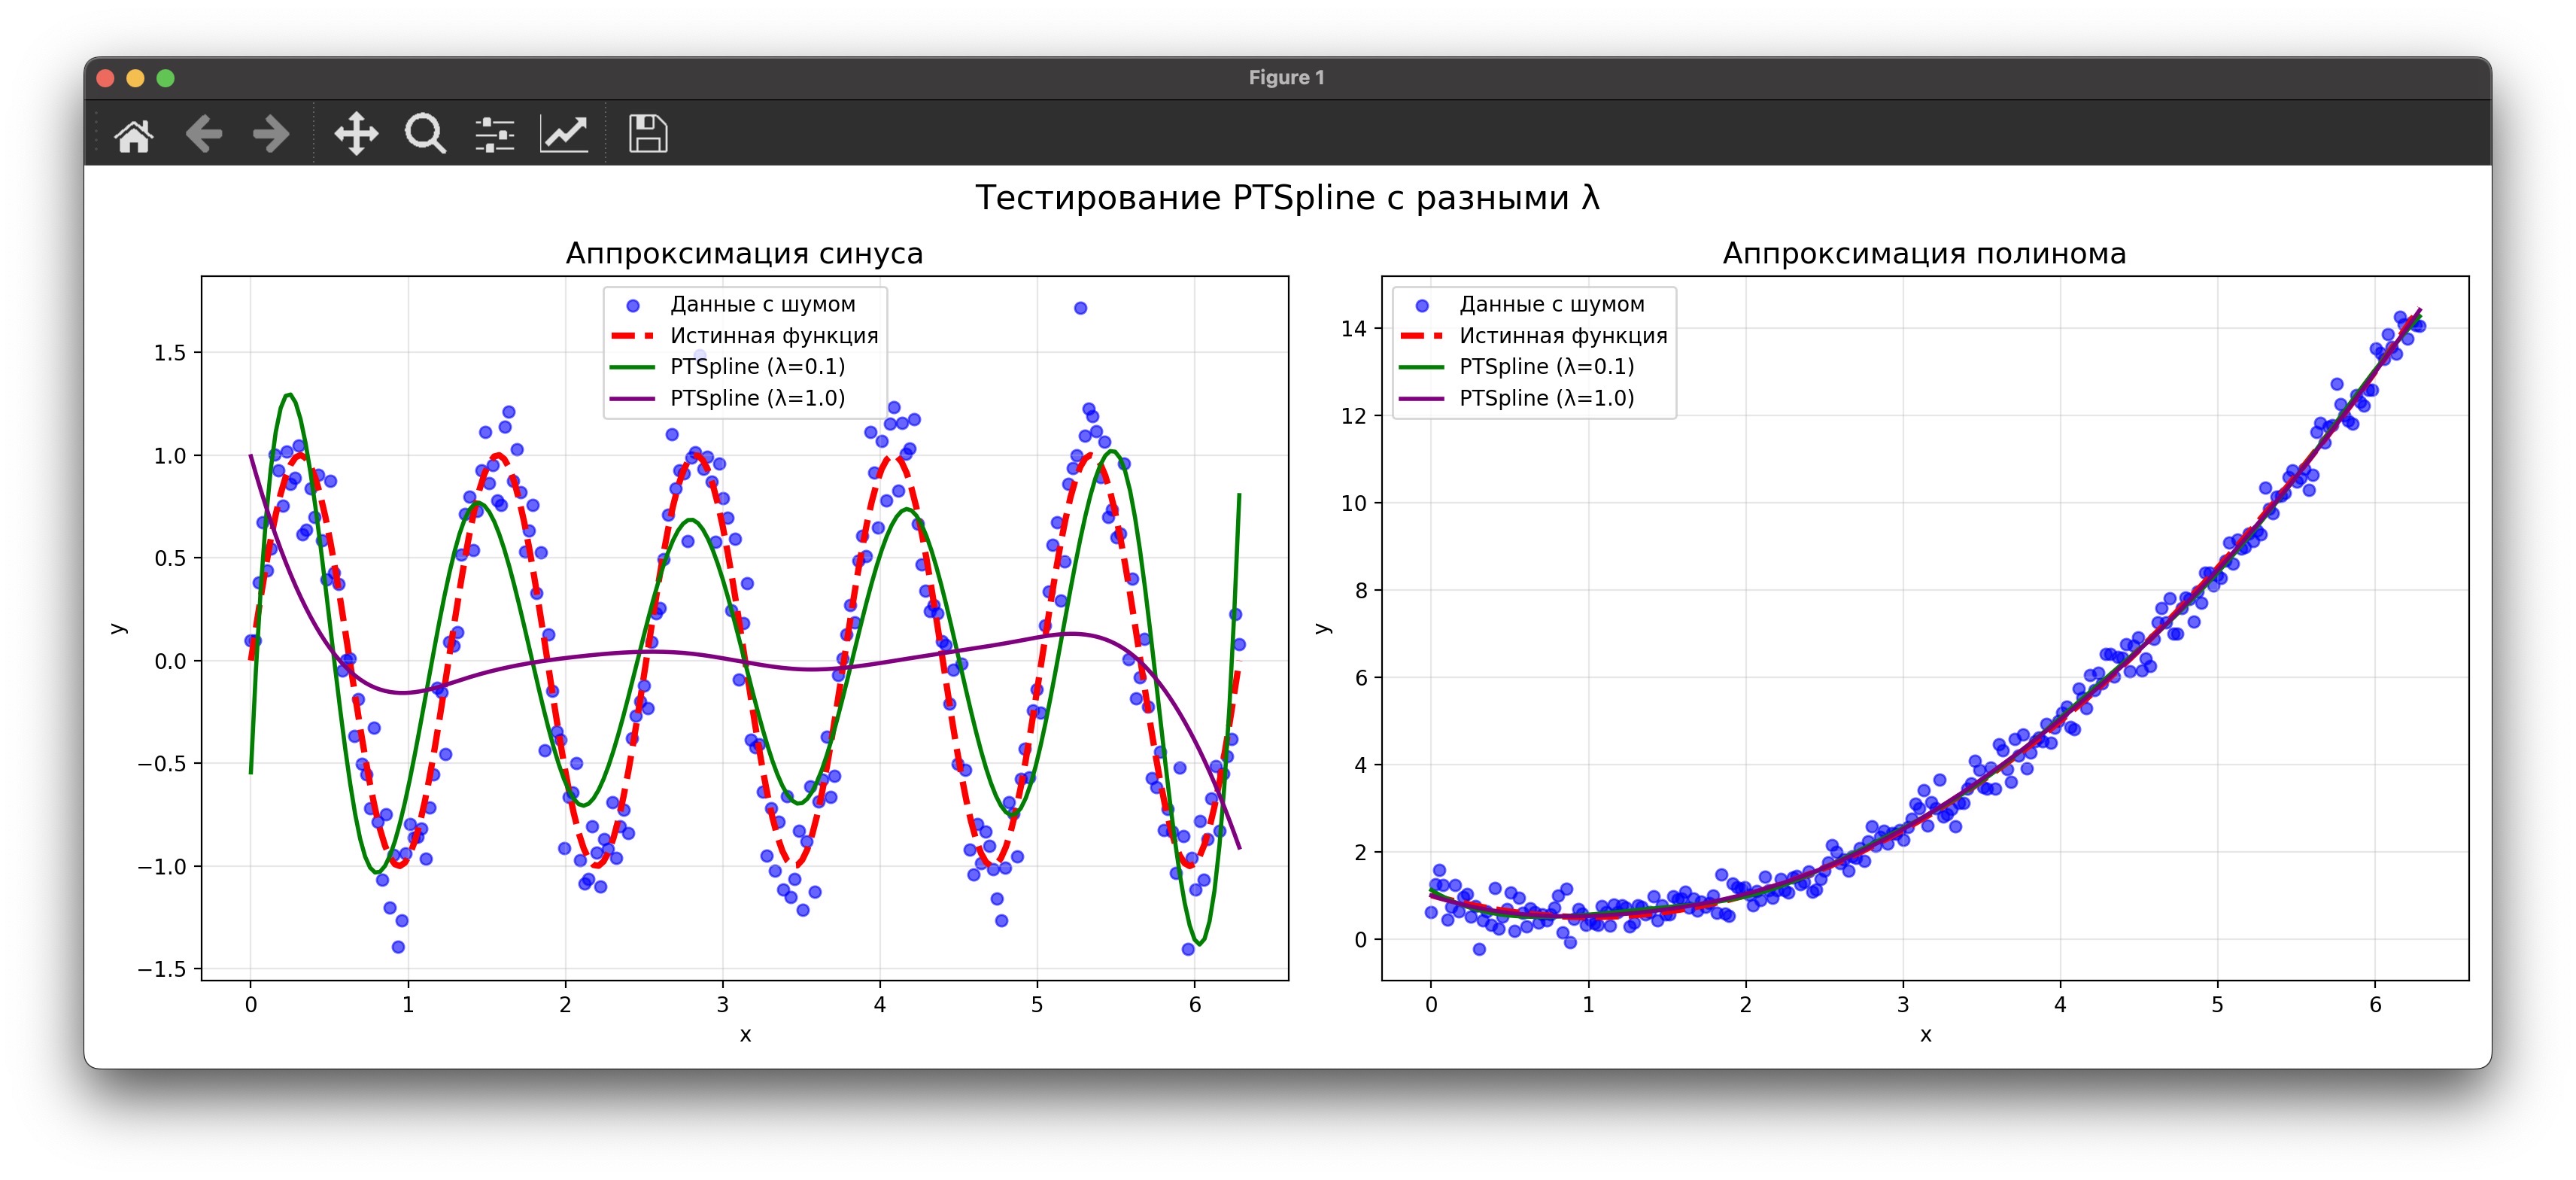 Figure 1
Тестирование PTSpline с разными λ
Аппроксимация синуса
Данные с шумом
Истинная функция
PTSpline (λ=0.1)
PTSpline (λ=1.0)
1.5
1.0
0.5
0.0
−0.5
−1.0
−1.5
y
0 1 2 3 4 5 6
x
Аппроксимация полинома
Данные с шумом
Истинная функция
PTSpline (λ=0.1)
PTSpline (λ=1.0)
14
12
10
8
6
4
2
0
y
0 1 2 3 4 5 6
x